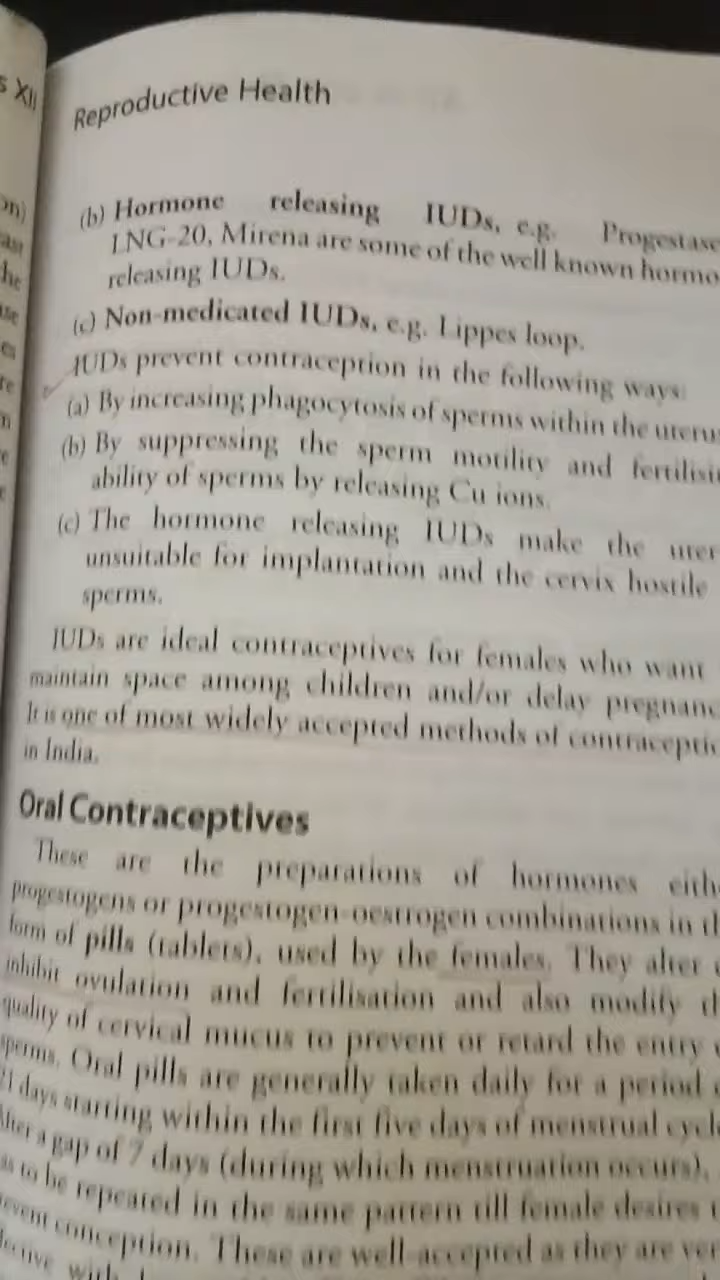 s XII
Reproductive Health
(b) Hormone releasing IUDs, e.g. Progestase
LNG-20, Mirena are some of the well known hormo
releasing IUDs.
(c) Non-medicated IUDs, e.g. Lippes loop.
IUDs prevent contraception in the following ways:
(a) By increasing phagocytosis of sperms within the uterus
(b) By suppressing the sperm motility and fertilisi
ability of sperms by releasing Cu ions.
(c) The hormone releasing IUDs make the uter
unsuitable for implantation and the cervix hostile
sperms.
IUDs are ideal contraceptives for females who want
maintain space among children and/or delay pregnanc
It is one of most widely accepted methods of contraceptio
in India.
Oral Contraceptives
These are the preparations of hormones eithe
progestogens or progestogen-oestrogen combinations in th
form of pills (tablets), used by the females. They alter
inhibit ovulation and fertilisation and also modify th
quality of cervical mucus to prevent or retard the entry
sperms. Oral pills are generally taken daily for a period
21 days starting within the first five days of menstrual cycle
After a gap of 7 days (during which menstruation occurs),
as to be repeated in the same pattern till female desires t
revent conception. These are well-accepted as they are ver
fective with